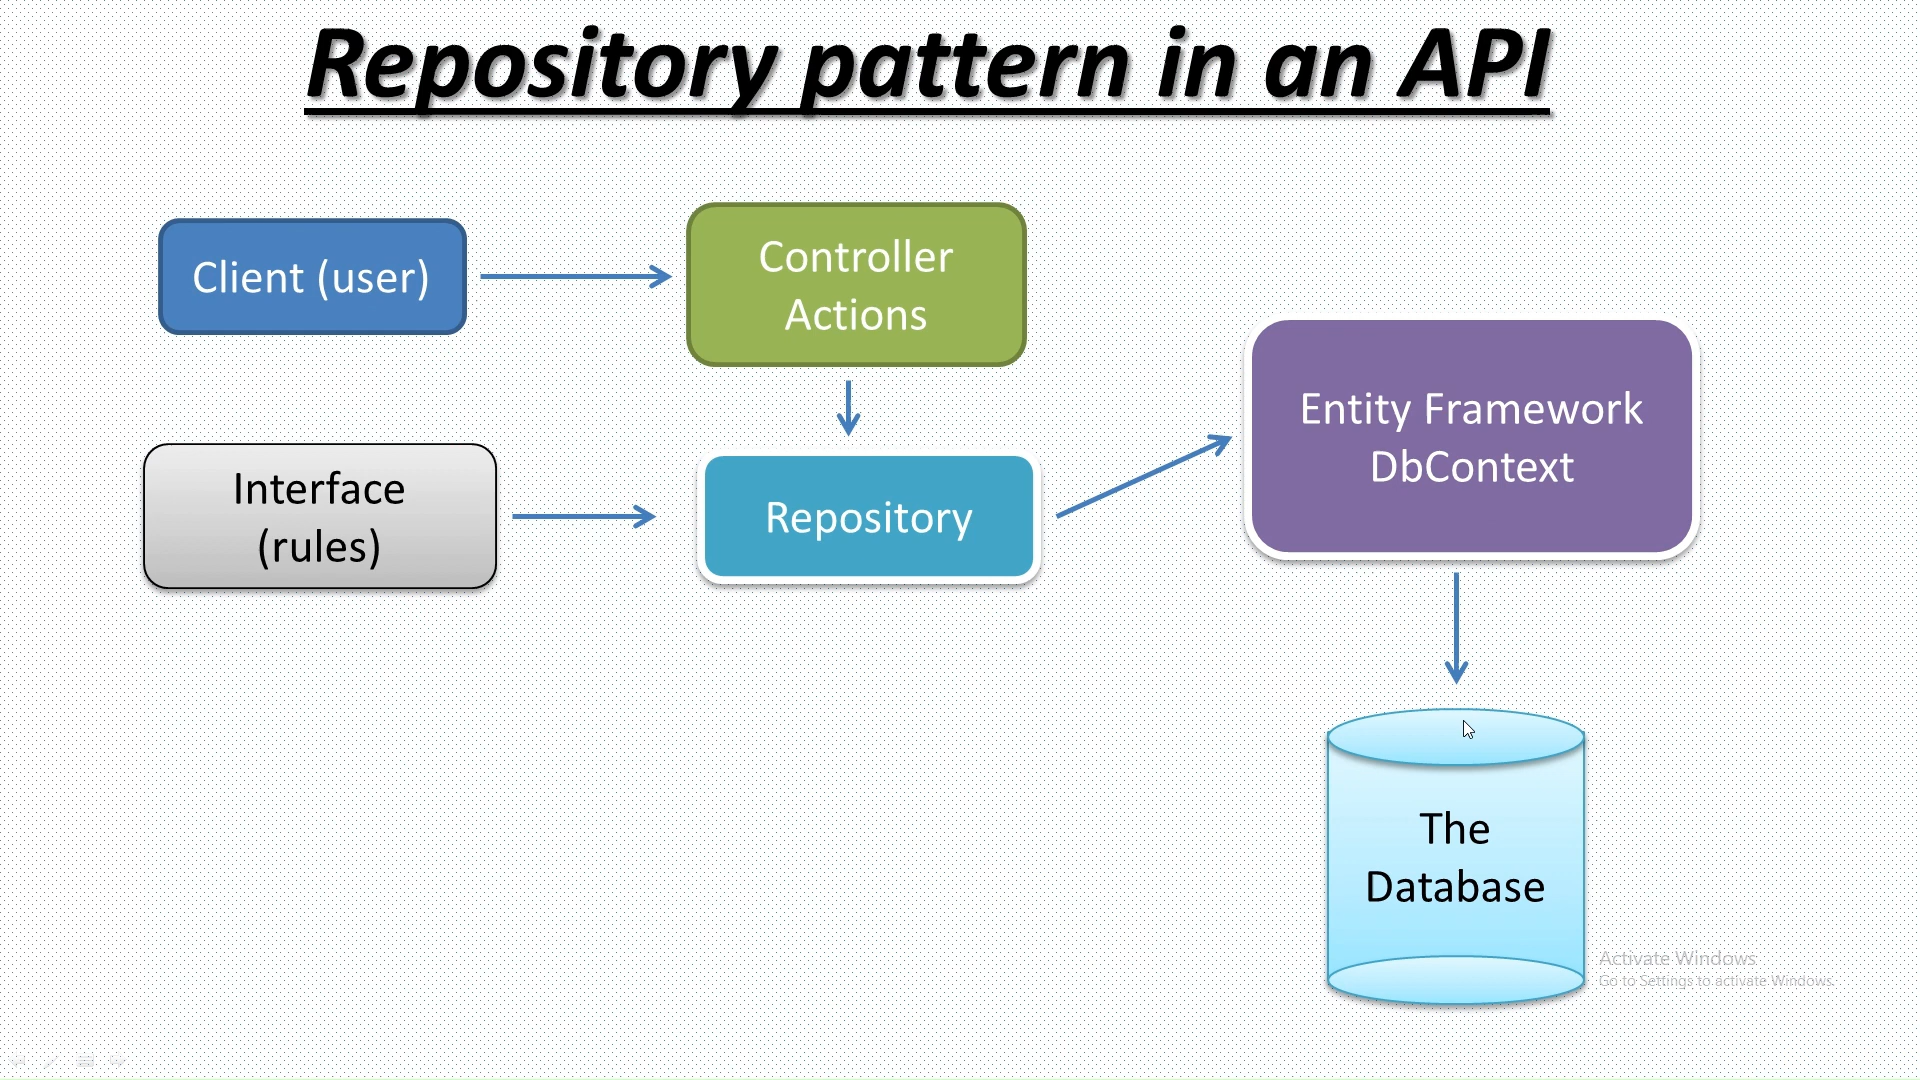 Repository pattern in an API
Client (user)
Controller
Actions
Interface
(rules)
Repository
Entity Framework
DbContext
The
Database
Activate Windows
Go to Settings to activate Windows.